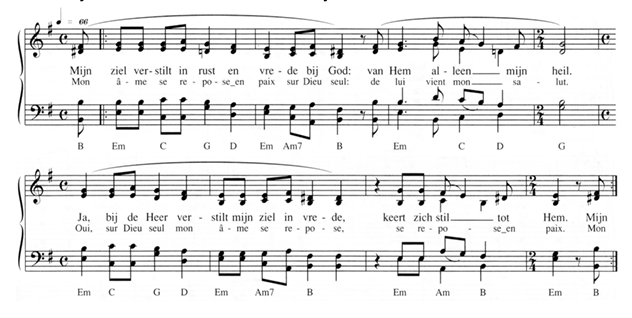 = 66
Mijn ziel ver-stilt in rust en vre-de bij God: van Hem al-leen mijn heil.
Mon â-me se re-po-se_en paix sur Dieu seul: de lui vient mon sa-lut.
B Em C G D Em Am7 B Em C D G
Ja, bij de Heer ver-stilt mijn ziel in vre-de, keert zich stil tot Hem. Mijn
Oui, sur Dieu seul mon â-me se re-po-se, se re-po-se_en paix. Mon
Em C G D Em Am7 B Em Am B Em B